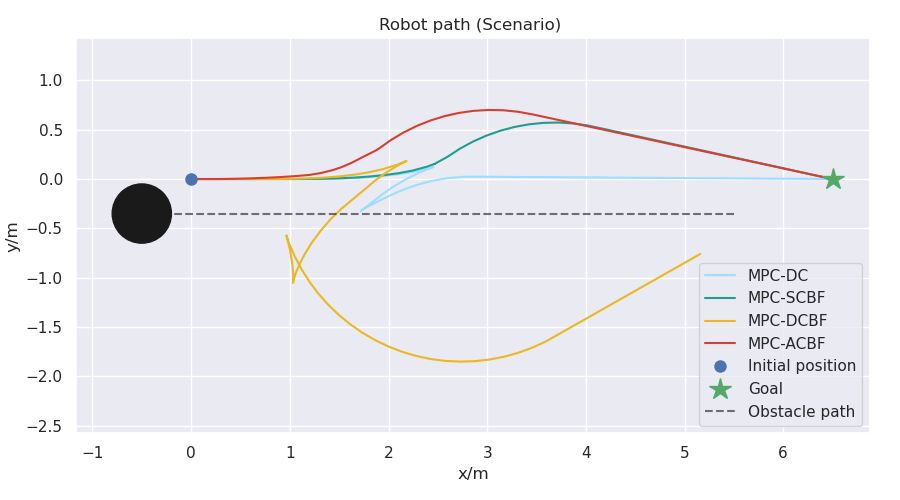 Robot path (Scenario)
1.0
0.5
0.0
−0.5
−1.0
−1.5
−2.0
−2.5
y/m
−1
0
1
2
3
4
5
6
x/m
MPC-DC
MPC-SCBF
MPC-DCBF
MPC-ACBF
Initial position
Goal
Obstacle path